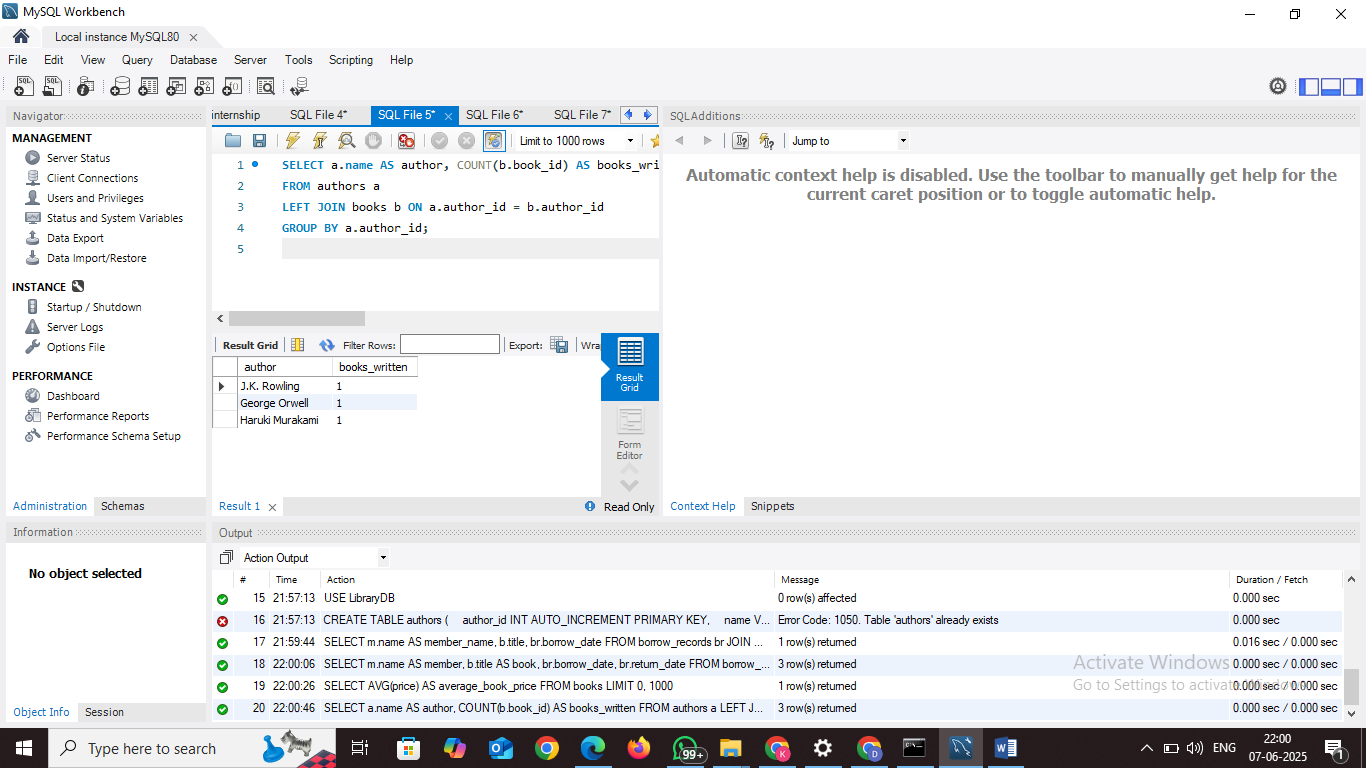 MySQL Workbench
Local instance MySQL80
File Edit View Query Database Server Tools Scripting Help
Navigator
MANAGEMENT
Server Status
Client Connections
Users and Privileges
Status and System Variables
Data Export
Data Import/Restore
INSTANCE
Startup / Shutdown
Server Logs
Options File
PERFORMANCE
Dashboard
Performance Reports
Performance Schema Setup
Administration Schemas
Information
No object selected
Object Info Session
internship SQL File 4* SQL File 5* SQL File 6* SQL File 7*
Limit to 1000 rows
1 SELECT a.name AS author, COUNT(b.book_id) AS books_wri
2 FROM authors a
3 LEFT JOIN books b ON a.author_id = b.author_id
4 GROUP BY a.author_id;
5
Result Grid Filter Rows: Export: Wra
author books_written
J.K. Rowling 1
George Orwell 1
Haruki Murakami 1
Result Grid
Form Editor
Result 1 Read Only
SQLAdditions
Jump to
Automatic context help is disabled. Use the toolbar to manually get help for the
current caret position or to toggle automatic help.
Context Help Snippets
Output
Action Output
# Time Action Message Duration / Fetch
15 21:57:13 USE LibraryDB 0 row(s) affected 0.000 sec
16 21:57:13 CREATE TABLE authors ( author_id INT AUTO_INCREMENT PRIMARY KEY, name V... Error Code: 1050. Table 'authors' already exists 0.000 sec
17 21:59:44 SELECT m.name AS member_name, b.title, br.borrow_date FROM borrow_records br JOIN ... 1 row(s) returned 0.016 sec / 0.000 sec
18 22:00:06 SELECT m.name AS member, b.title AS book, br.borrow_date, br.return_date FROM borrow_... 3 row(s) returned 0.000 sec / 0.000 sec
19 22:00:26 SELECT AVG(price) AS average_book_price FROM books LIMIT 0, 1000 1 row(s) returned 0.000 sec / 0.000 sec
20 22:00:46 SELECT a.name AS author, COUNT(b.book_id) AS books_written FROM authors a LEFT J... 3 row(s) returned 0.000 sec / 0.000 sec
Activate Windows
Go to Settings to activate Windows.
Type here to search
99+
K
D
ENG
22:00
07-06-2025
1